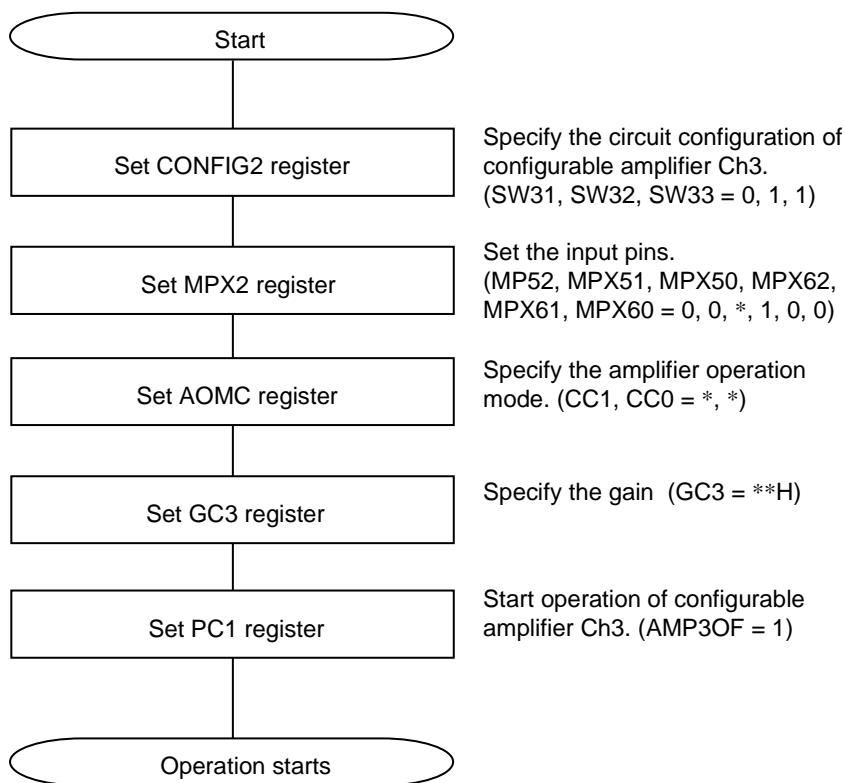 Start
Set CONFIG2 register
Specify the circuit configuration of
configurable amplifier Ch3.
(SW31, SW32, SW33 = 0, 1, 1)
Set MPX2 register
Set the input pins.
(MP52, MPX51, MPX50, MPX62,
MPX61, MPX60 = 0, 0, *, 1, 0, 0)
Set AOMC register
Specify the amplifier operation
mode. (CC1, CC0 = *, *)
Set GC3 register
Specify the gain (GC3 = **H)
Set PC1 register
Start operation of configurable
amplifier Ch3. (AMP3OF = 1)
Operation starts